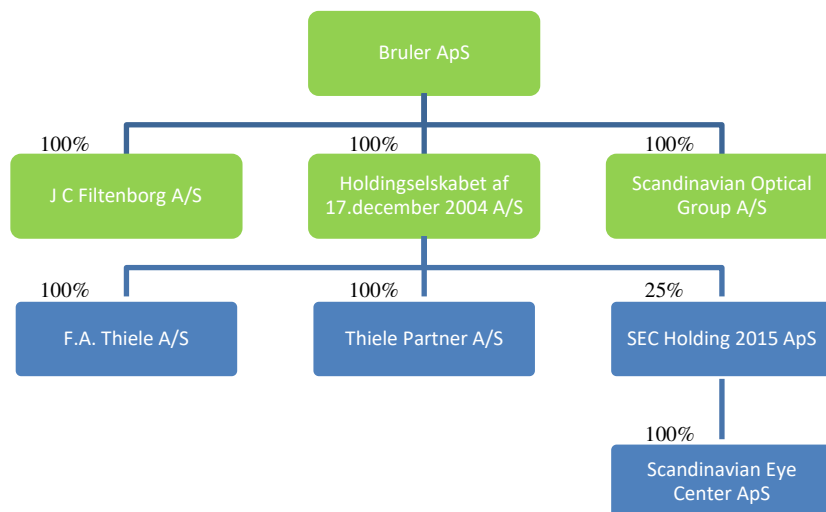 Bruler ApS
100%
100%
100%
J C Filtenborg A/S
Holdingselskabet af
17.december 2004 A/S
Scandinavian Optical
Group A/S
100%
100%
25%
F.A. Thiele A/S
Thiele Partner A/S
SEC Holding 2015 ApS
100%
Scandinavian Eye
Center ApS